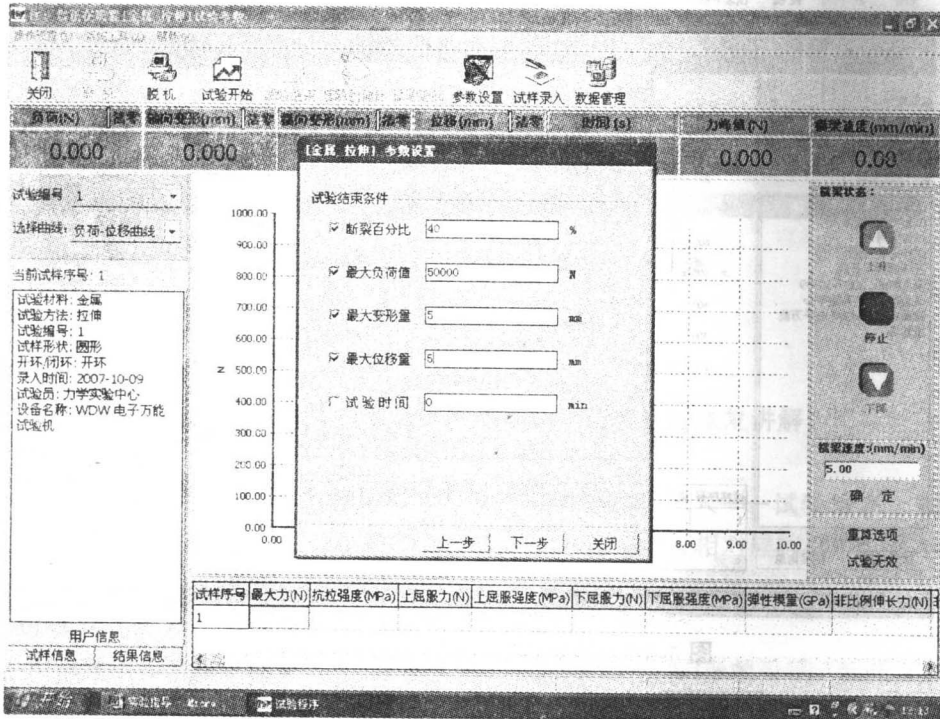 关闭
脱机
试验开始
参数设置
试样录入
数据管理
负荷(N)
清零
横向变形(mm)
清零
位移(mm)
清零
时间(s)
力峰值(N)
横梁速度(mm/min)
0.000
0.000
0.000
0.00
试验编号 1
选择曲线: 负荷-位移曲线
当前试样序号: 1
试验材料: 金属
试验方法: 拉伸
试验编号: 1
试样形状: 圆形
开环/闭环: 开环
录入时间: 2007-10-09
试验员: 力学实验中心
设备名称: WDW 电子万能
试验机
用户信息
试样信息
结果信息
1000.00
900.00
800.00
700.00
600.00
N 500.00
400.00
300.00
200.00
100.00
0.00
0.00
8.00
9.00
10.00
[金属 拉伸] 参数设置
试验结束条件
断裂百分比 40 %
最大负荷值 50000 N
最大变形量 5 mm
最大位移量 5 mm
试验时间 0 min
上一步
下一步
关闭
横梁状态:
上升
停止
下降
横梁速度:(mm/min)
5.00
确 定
重算选项
试验无效
试样序号 最大力(N) 抗拉强度(MPa) 上屈服力(N) 上屈服强度(MPa) 下屈服力(N) 下屈服强度(MPa) 弹性模量(GPa) 非比例伸长力(N)
1
开始
试验程序
12:13